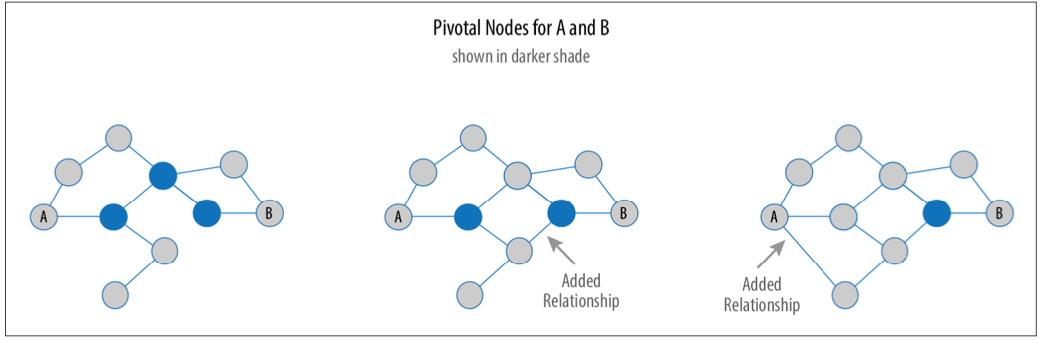 Pivotal Nodes for A and B
shown in darker shade
A
B
A
B
Added
Relationship
A
B
Added
Relationship